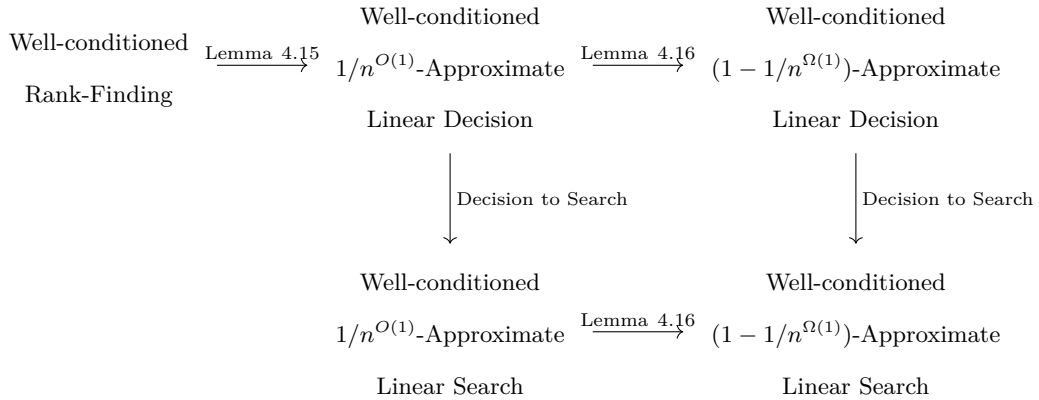 Well-conditioned
Rank-Finding
Lemma 4.15
Well-conditioned
1/n^{O(1)}-Approximate
Linear Decision
Lemma 4.16
Well-conditioned
(1 − 1/n^{Ω(1)})-Approximate
Linear Decision
Decision to Search
Decision to Search
Well-conditioned
1/n^{O(1)}-Approximate
Linear Search
Lemma 4.16
Well-conditioned
(1 − 1/n^{Ω(1)})-Approximate
Linear Search